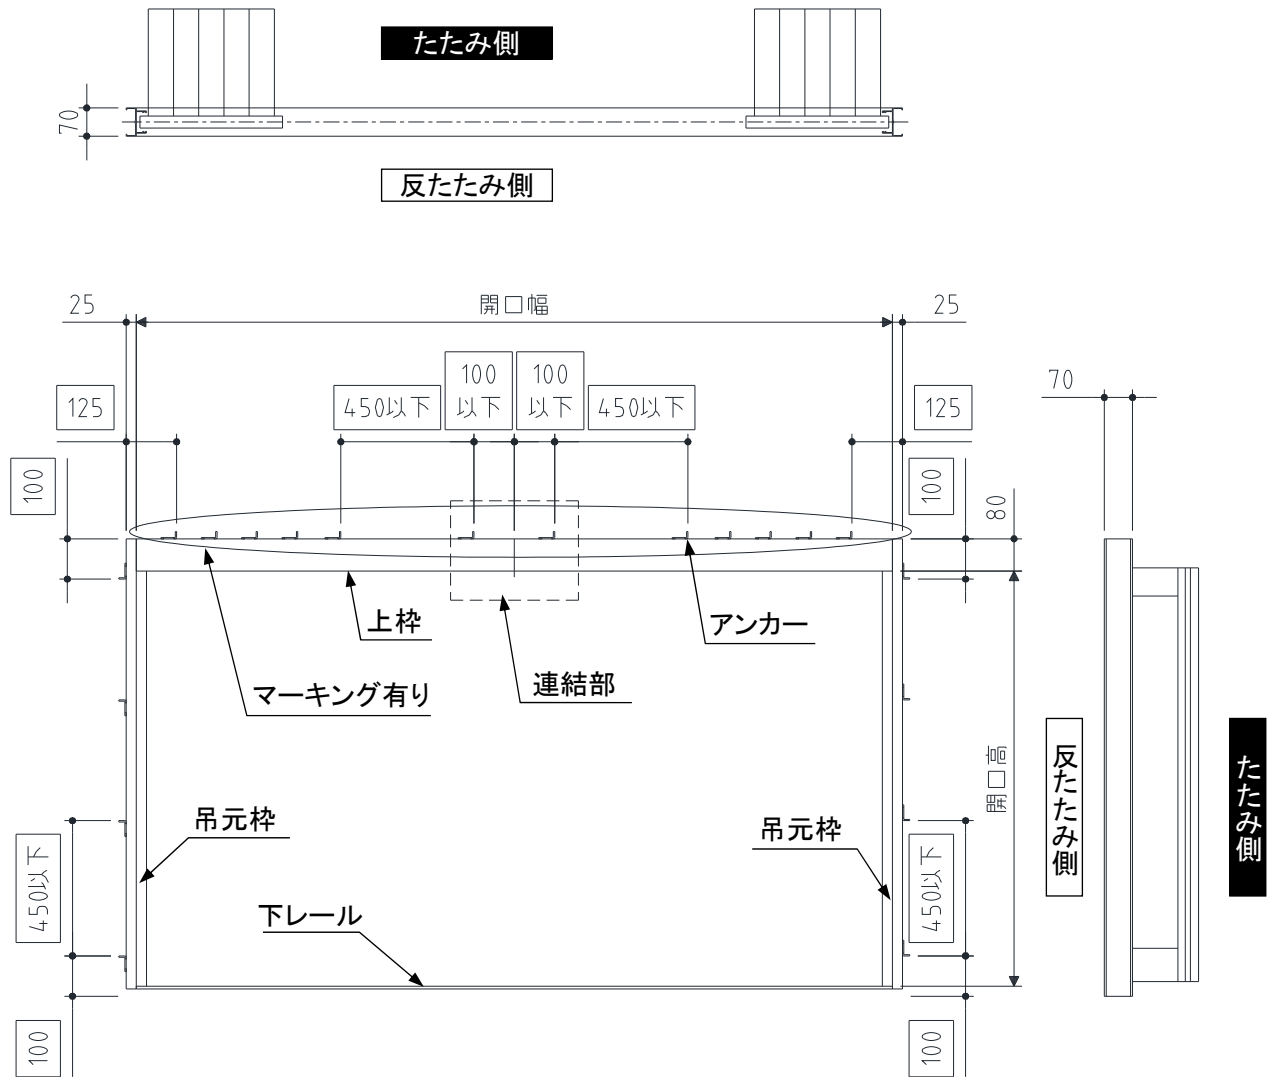 たたみ側
70
反たたみ側
25
開口幅
25
125
450以下
100
以下
100
以下
450以下
125
70
100
100
80
上枠
アンカー
マーキング有り
連結部
開口高
反たたみ側
たたみ側
吊元枠
吊元枠
450以下
450以下
下レール
100
100